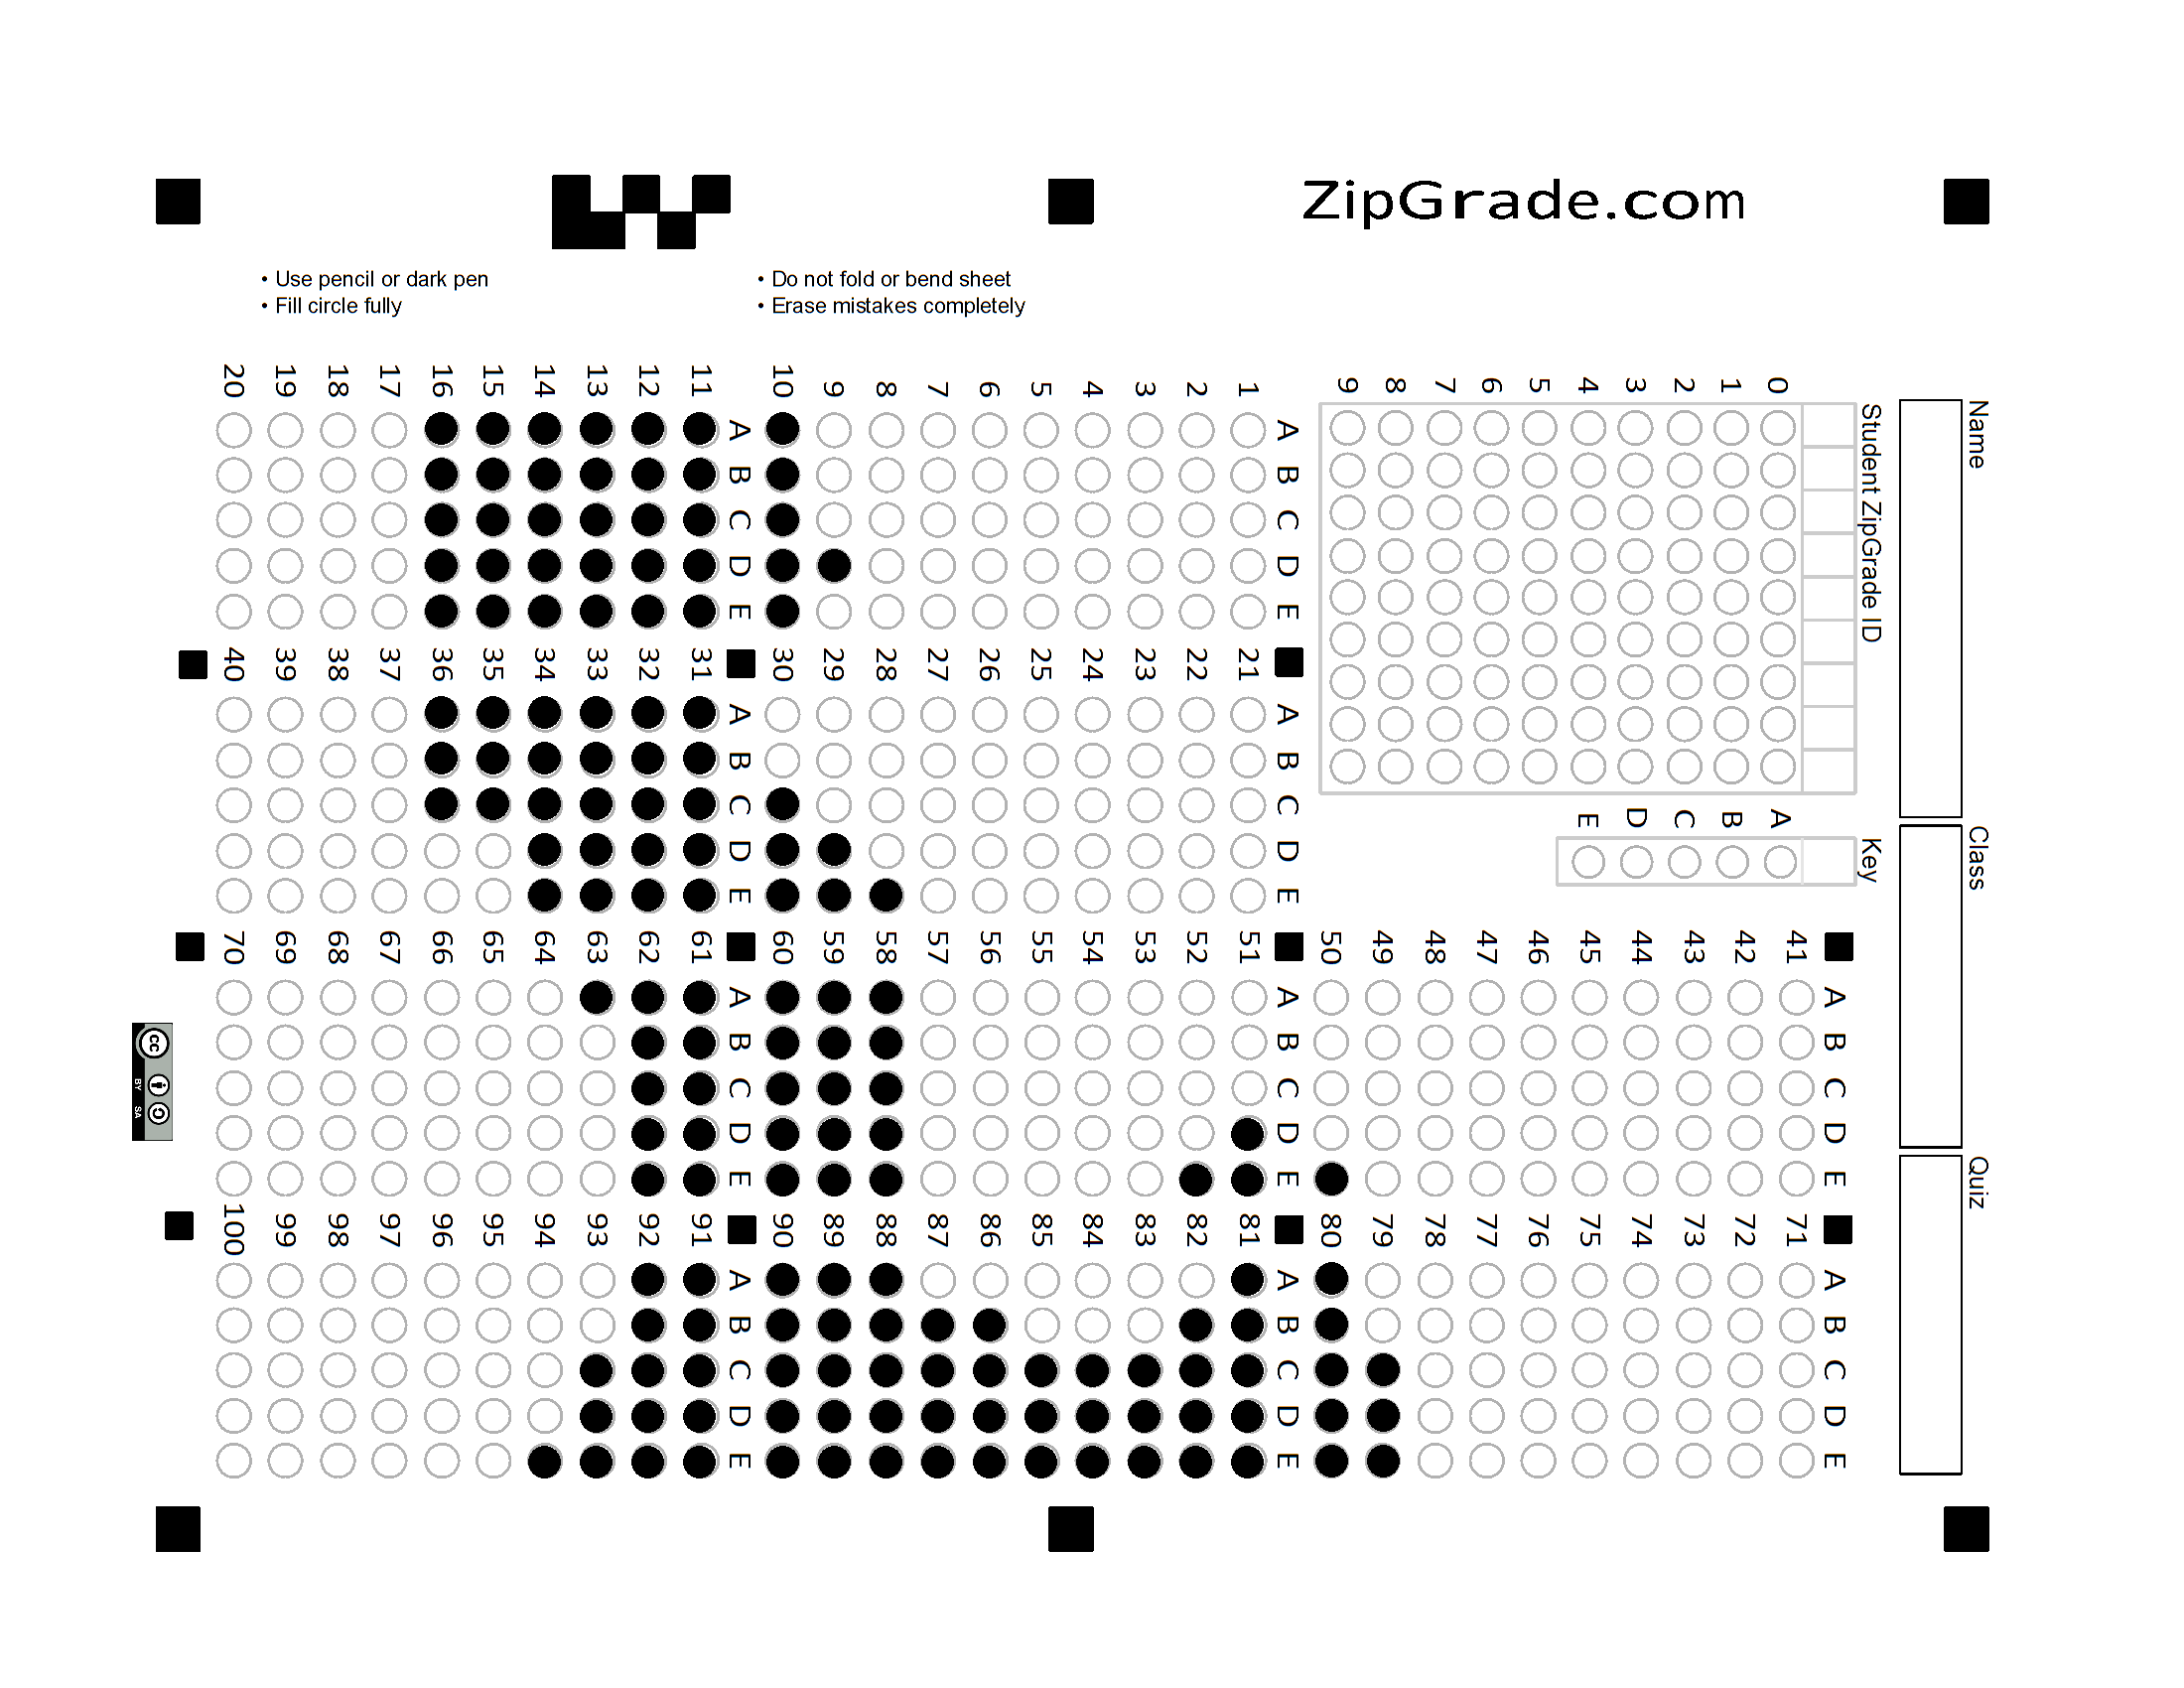 ZipGrade.com
• Use pencil or dark pen
• Fill circle fully
• Do not fold or bend sheet
• Erase mistakes completely
Name
Class
Quiz
Student ZipGrade ID
0 1 2 3 4 5 6 7 8 9
Key
A B C D E
A B C D E
1 2 3 4 5 6 7 8 9 10
A B C D E
11 12 13 14 15 16 17 18 19 20
A B C D E
21 22 23 24 25 26 27 28 29 30
A B C D E
31 32 33 34 35 36 37 38 39 40
A B C D E
41 42 43 44 45 46 47 48 49 50
A B C D E
51 52 53 54 55 56 57 58 59 60
A B C D E
61 62 63 64 65 66 67 68 69 70
A B C D E
71 72 73 74 75 76 77 78 79 80
A B C D E
81 82 83 84 85 86 87 88 89 90
A B C D E
91 92 93 94 95 96 97 98 99 100
cc BY SA